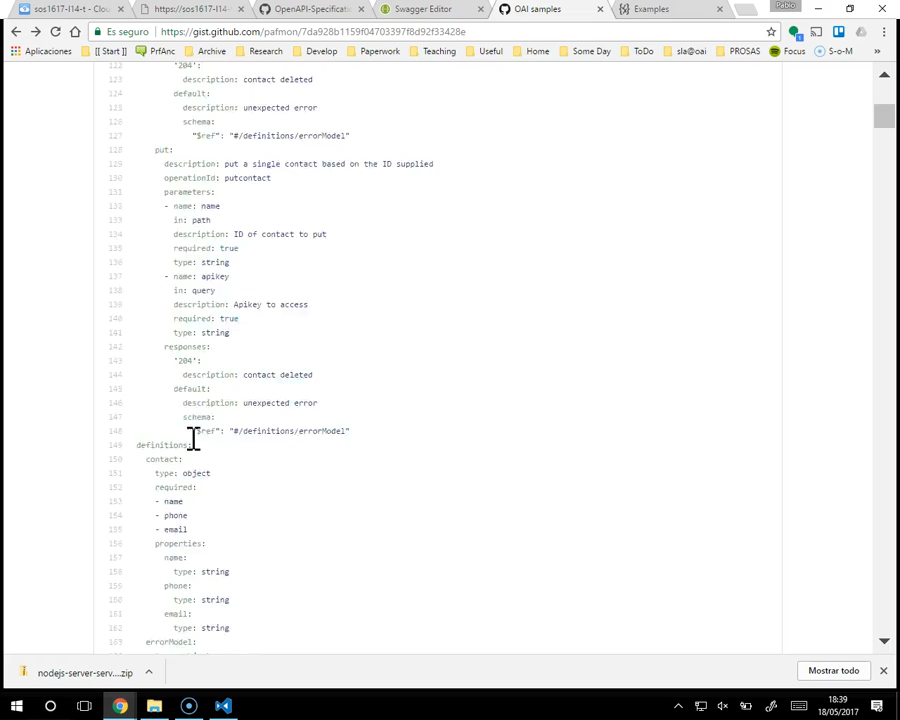 sos1617-l14-t - Clou
https://sos1617-l14-
OpenAPI-Specificati
Swagger Editor
OAI samples
Examples
Pablo
Es seguro
https://gist.github.com/pafmon/7da928b1159f04703397f8d92f33428e
Aplicaciones
[[ Start ]]
PrfAnc
Archive
Research
Develop
Paperwork
Teaching
Useful
Home
Some Day
ToDo
sla@oai
PROSAS
Focus
S-o-M
122 '204':
123 description: contact deleted
124 default:
125 description: unexpected error
126 schema:
127 "$ref": "#/definitions/errorModel"
128 put:
129 description: put a single contact based on the ID supplied
130 operationId: putcontact
131 parameters:
132 - name: name
133 in: path
134 description: ID of contact to put
135 required: true
136 type: string
137 - name: apikey
138 in: query
139 description: Apikey to access
140 required: true
141 type: string
142 responses:
143 '204':
144 description: contact deleted
145 default:
146 description: unexpected error
147 schema:
148 "$ref": "#/definitions/errorModel"
149 definitions:
150 contact:
151 type: object
152 required:
153 - name
154 - phone
155 - email
156 properties:
157 name:
158 type: string
159 phone:
160 type: string
161 email:
162 type: string
163 errorModel:
nodejs-server-serv....zip
Mostrar todo
18:39
18/05/2017